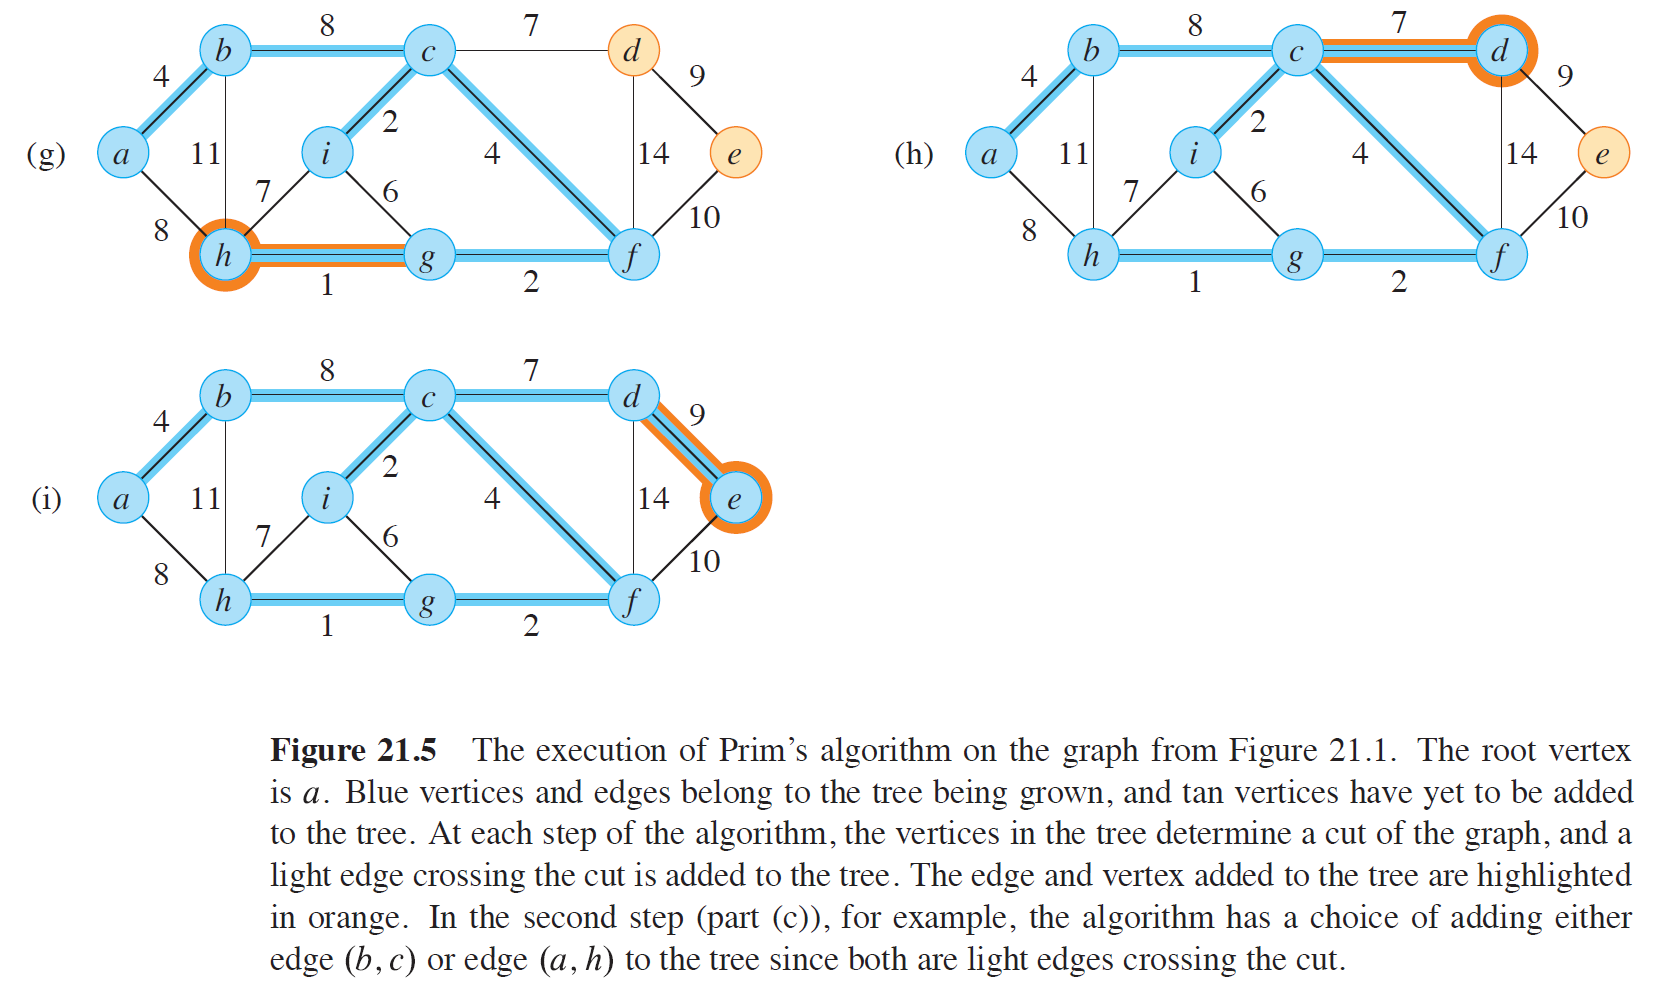 8 7
b c d
4 9
2
(g) a 11 i 4 14 e
7 6
8 10
h g f
1 2
8 7
b c d
4 9
2
(h) a 11 i 4 14 e
7 6
8 10
h g f
1 2
8 7
b c d
4 9
2
(i) a 11 i 4 14 e
7 6
8 10
h g f
1 2
Figure 21.5 The execution of Prim’s algorithm on the graph from Figure 21.1. The root vertex
is a. Blue vertices and edges belong to the tree being grown, and tan vertices have yet to be added
to the tree. At each step of the algorithm, the vertices in the tree determine a cut of the graph, and a
light edge crossing the cut is added to the tree. The edge and vertex added to the tree are highlighted
in orange. In the second step (part (c)), for example, the algorithm has a choice of adding either
edge (b, c) or edge (a, h) to the tree since both are light edges crossing the cut.